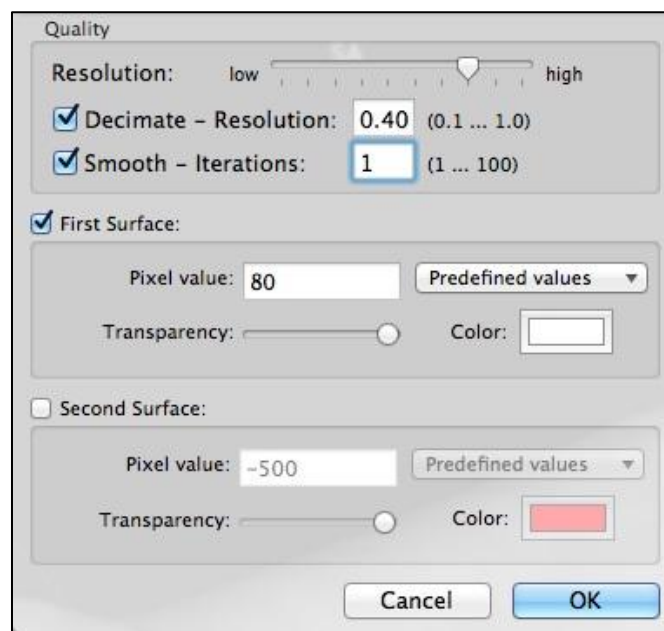 Quality
Resolution: low high
Decimate – Resolution: 0.40 (0.1 ... 1.0)
Smooth – Iterations: 1 (1 ... 100)
First Surface:
Pixel value: 80 Predefined values
Transparency: Color:
Second Surface:
Pixel value: -500 Predefined values
Transparency: Color:
Cancel OK